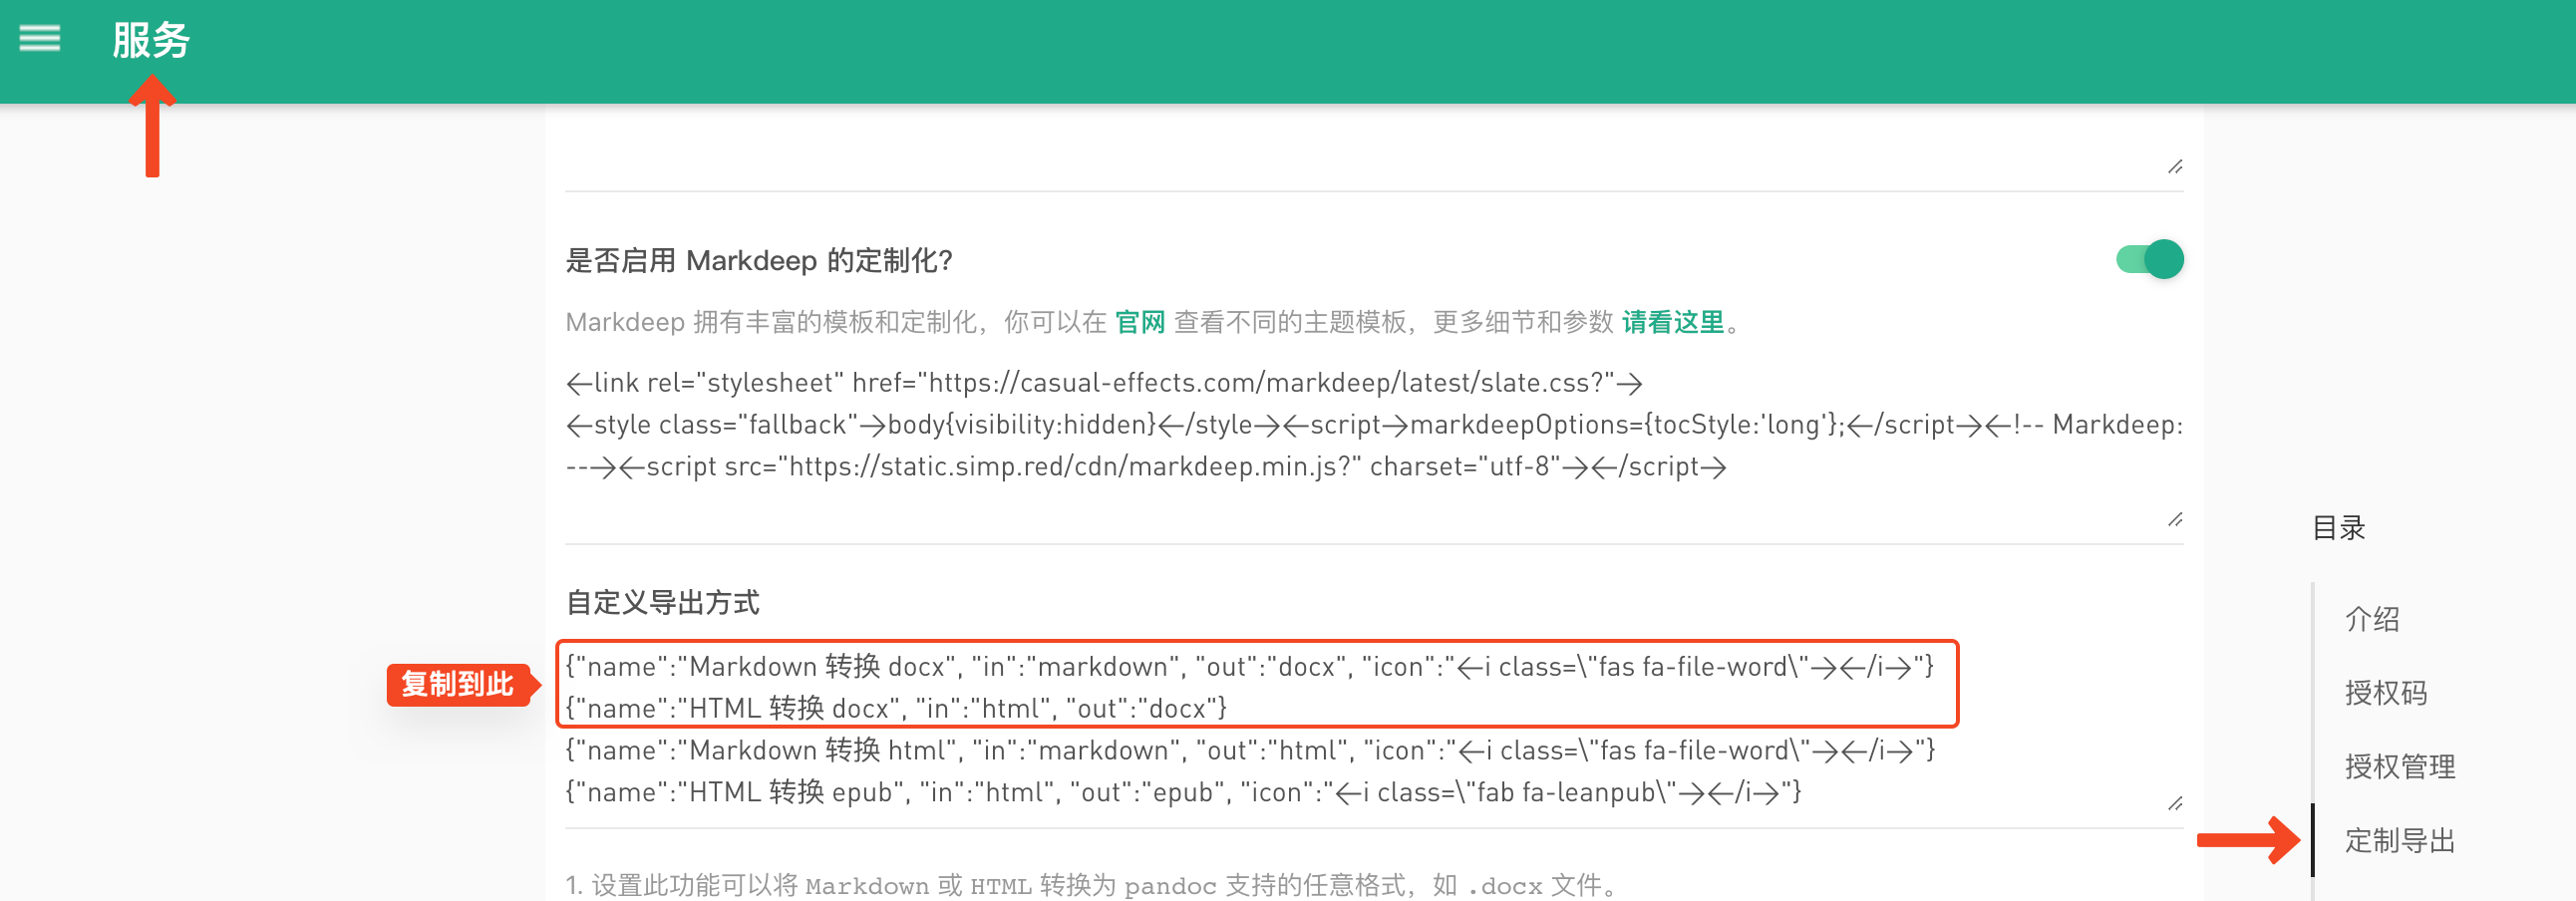 服务
是否启用 Markdeep 的定制化?
Markdeep 拥有丰富的模板和定制化，你可以在 官网 查看不同的主题模板，更多细节和参数 请看这里。
<link rel="stylesheet" href="https://casual-effects.com/markdeep/latest/slate.css?">
<style class="fallback">body{visibility:hidden}</style><script>markdeepOptions={tocStyle:'long'};</script><!-- Markdeep:
---><script src="https://static.simp.red/cdn/markdeep.min.js?" charset="utf-8"></script>
自定义导出方式
复制到此
{"name":"Markdown 转换 docx", "in":"markdown", "out":"docx", "icon":"<i class=\"fas fa-file-word\"></i>"}
{"name":"HTML 转换 docx", "in":"html", "out":"docx"}
{"name":"Markdown 转换 html", "in":"markdown", "out":"html", "icon":"<i class=\"fas fa-file-word\"></i>"}
{"name":"HTML 转换 epub", "in":"html", "out":"epub", "icon":"<i class=\"fab fa-leanpub\"></i>"}
1. 设置此功能可以将 Markdown 或 HTML 转换为 pandoc 支持的任意格式，如 .docx 文件。
目录
介绍
授权码
授权管理
定制导出